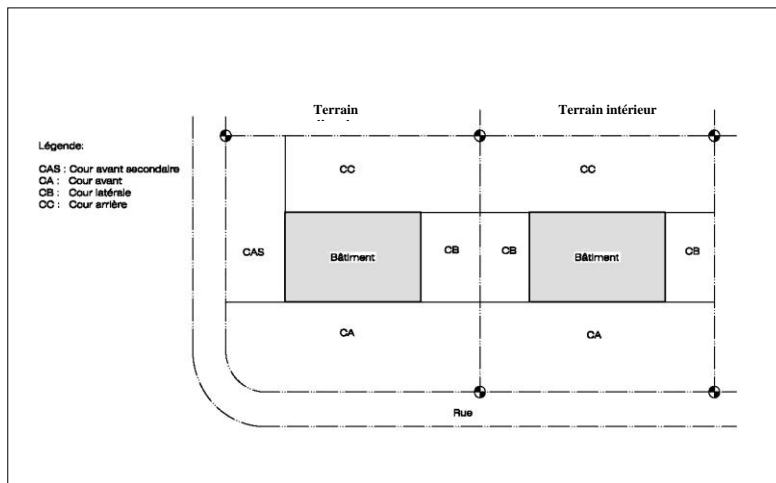 Terrain
Terrain intérieur
Légende:
CAS : Cour avant secondaire
CA : Cour avant
CB : Cour latérale
CC : Cour arrière
CC
CC
CAS
Bâtiment
CB
CB
Bâtiment
CB
CA
CA
Rue